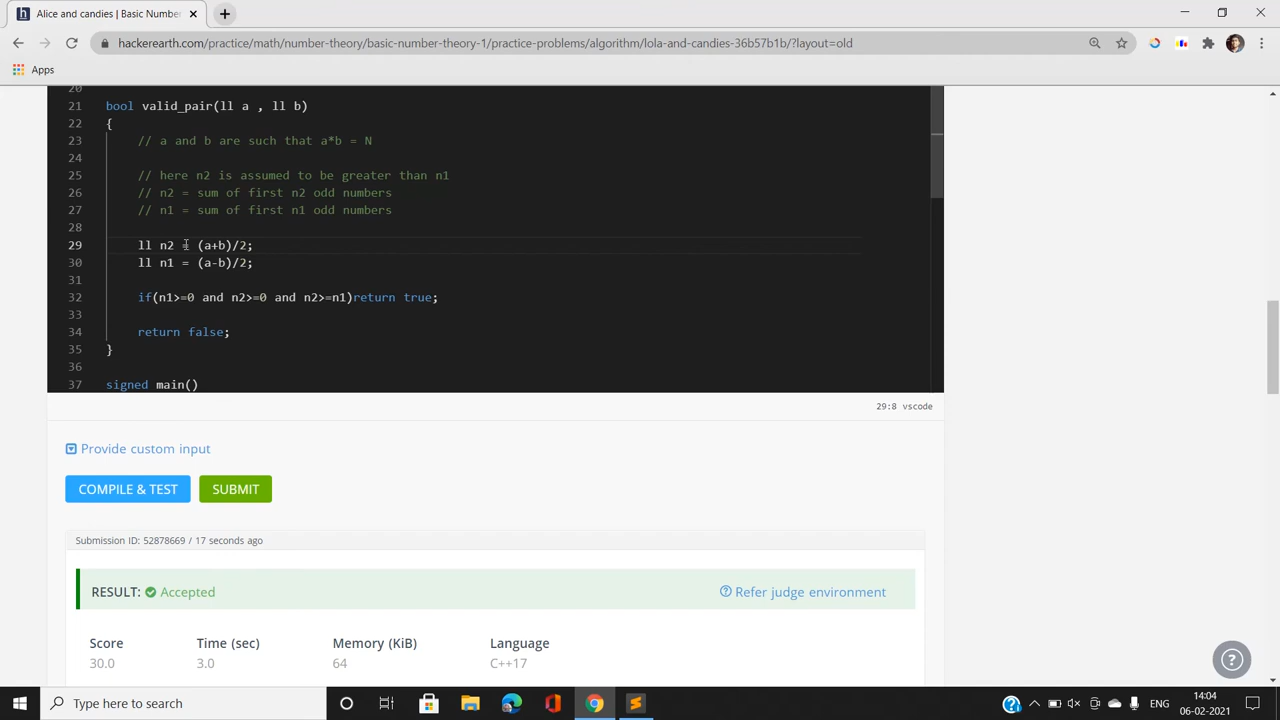 Alice and candies | Basic Number
hackerearth.com/practice/math/number-theory/basic-number-theory-1/practice-problems/algorithm/lola-and-candies-36b57b1b/?layout=old
Apps
20
21 bool valid_pair(ll a , ll b)
22 {
23 // a and b are such that a*b = N
24
25 // here n2 is assumed to be greater than n1
26 // n2 = sum of first n2 odd numbers
27 // n1 = sum of first n1 odd numbers
28
29 ll n2 = (a+b)/2;
30 ll n1 = (a-b)/2;
31
32 if(n1>=0 and n2>=0 and n2>=n1)return true;
33
34 return false;
35 }
36
37 signed main()
29:8 vscode
Provide custom input
COMPILE & TEST SUBMIT
Submission ID: 52878669 / 17 seconds ago
RESULT: Accepted Refer judge environment
Score Time (sec) Memory (KiB) Language
30.0 3.0 64 C++17
Type here to search
ENG
14:04
06-02-2021